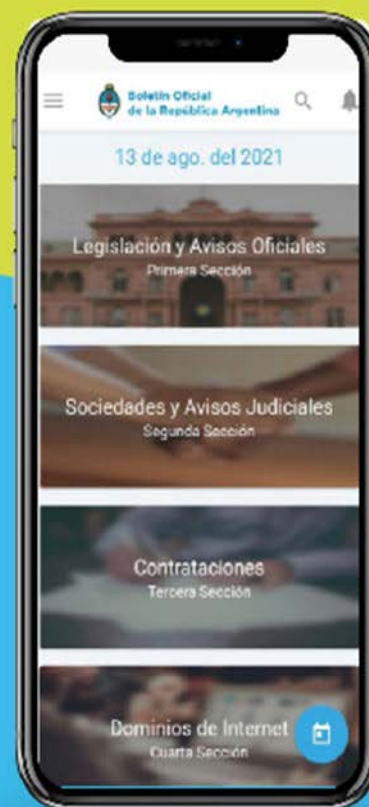 Boletín Oficial
de la República Argentina
13 de ago. del 2021
Legislación y Avisos Oficiales
Primera Sección
Sociedades y Avisos Judiciales
Segunda Sección
Contrataciones
Tercera Sección
Dominios de Internet
Cuarta Sección